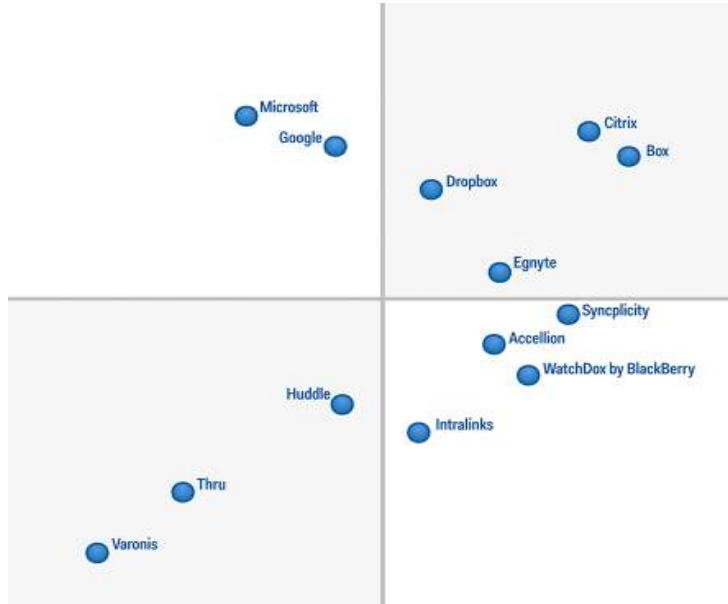 Microsoft
Google
Citrix
Box
Dropbox
Egnyte
Syncplicity
Accellion
WatchDox by BlackBerry
Huddle
Intralinks
Thru
Varonis